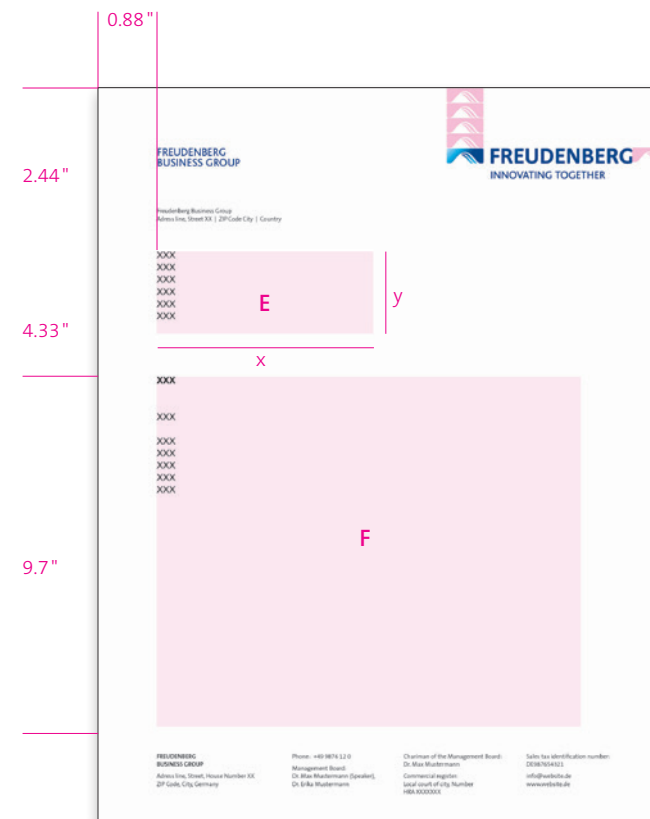 0.88"
2.44"
FREUDENBERG
BUSINESS GROUP
FREUDENBERG
INNOVATING TOGETHER
Freudenberg Business Group
Adress line, Street XX | ZIP Code City | Country
XXX
XXX
XXX
XXX
XXX
XXX
E
y
4.33"
x
XXX
XXX
XXX
XXX
XXX
XXX
XXX
F
9.7"
FREUDENBERG
BUSINESS GROUP
Adress line, Street, House Number XX
ZIP Code, City, Germany
Phone: +49 9876 12 0
Management Board:
Dr. Max Mustermann (Speaker),
Dr. Erika Mustermann
Chariman of the Management Board:
Dr. Max Mustermann
Commercial register:
Local court of city, Number
HRA XXXXXXX
Sales tax identification number:
DE987654321
info@website.de
www.website.de